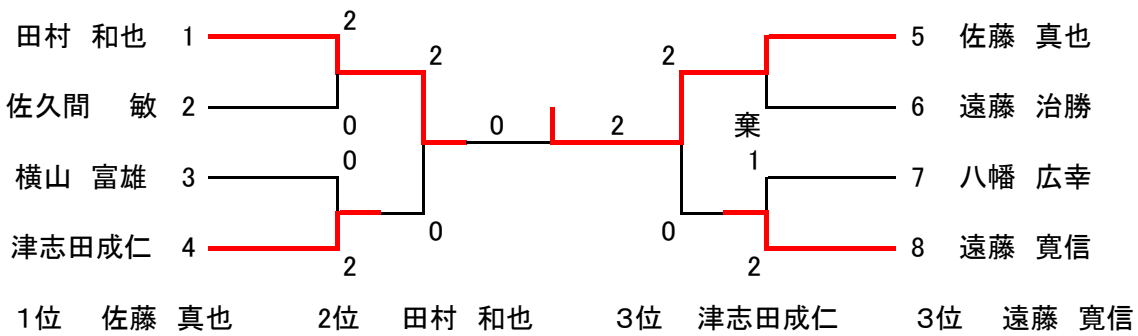 田村 和也 1
2
佐久間 敏 2
0
横山 富雄 3
0
津志田成仁 4
2
2
0
0
2
2
0
5 佐藤 真也
6 遠藤 治勝
棄
7 八幡 広幸
1
8 遠藤 寛信
2
1位 佐藤 真也 2位 田村 和也 3位 津志田成仁 3位 遠藤 寛信